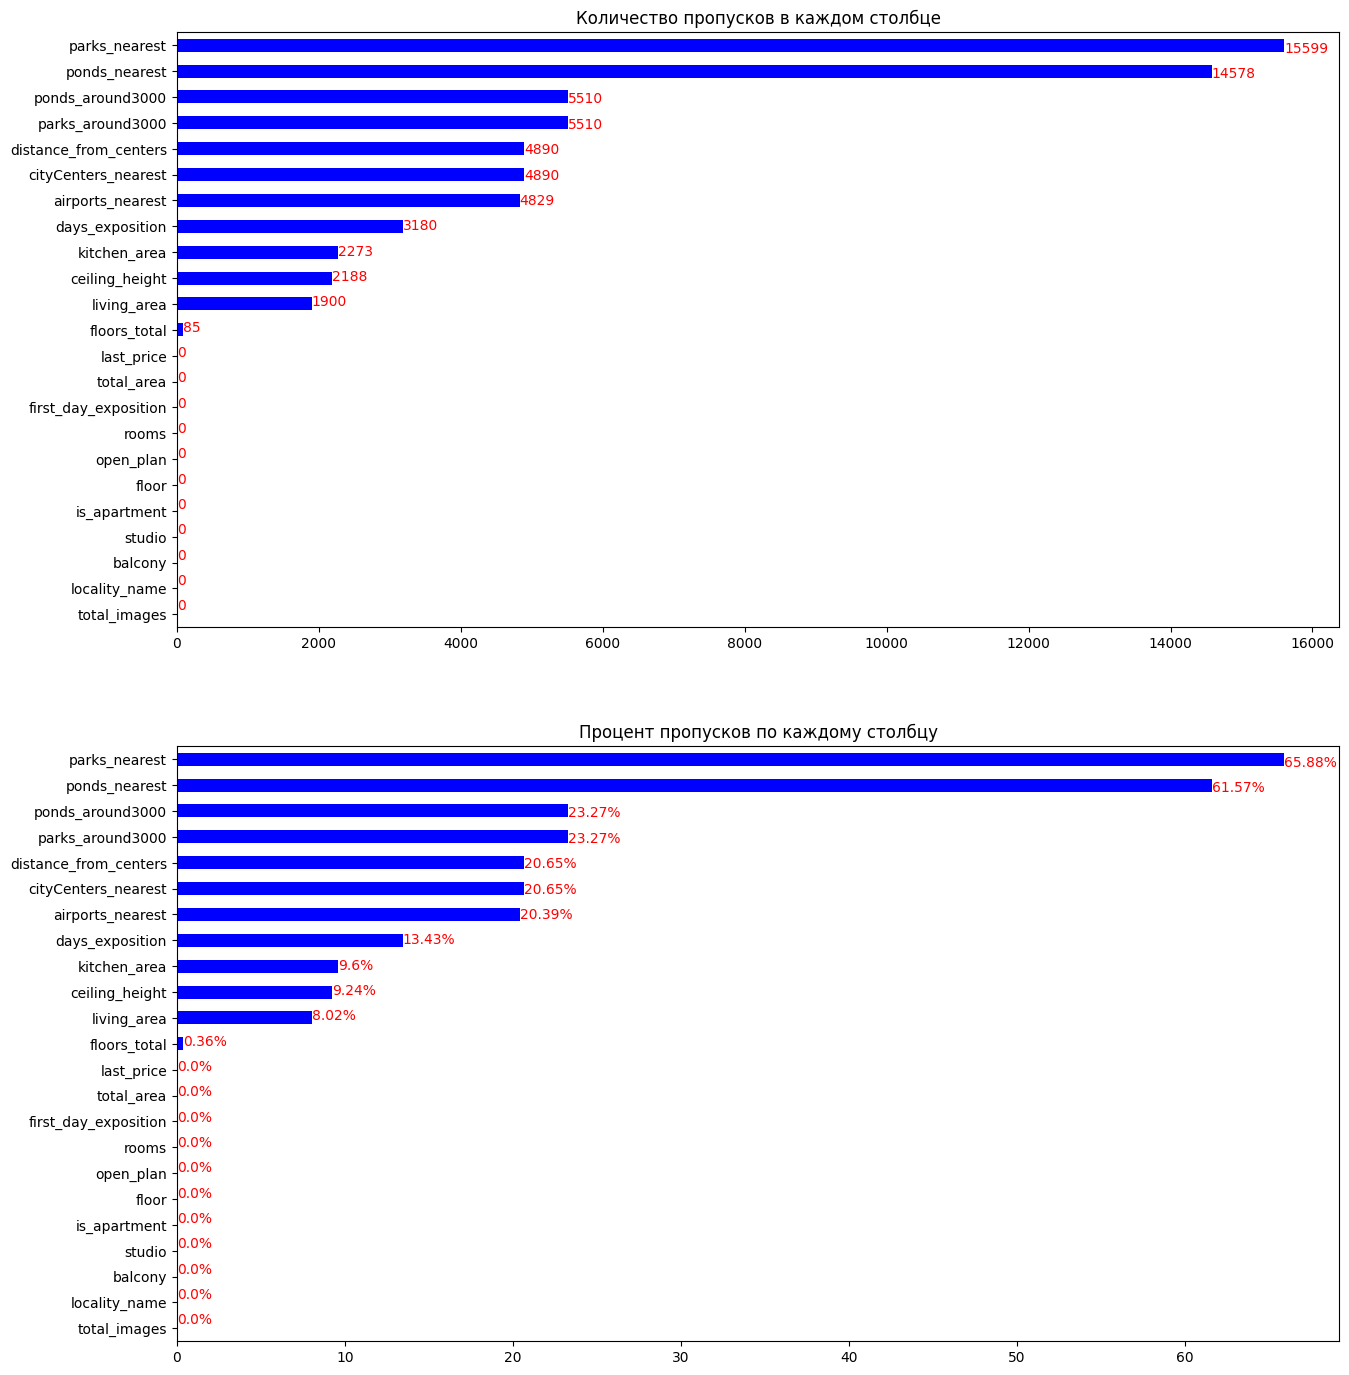 Количество пропусков в каждом столбце
parks_nearest 15599
ponds_nearest 14578
ponds_around3000 5510
parks_around3000 5510
distance_from_centers 4890
cityCenters_nearest 4890
airports_nearest 4829
days_exposition 3180
kitchen_area 2273
ceiling_height 2188
living_area 1900
floors_total 85
last_price 0
total_area 0
first_day_exposition 0
rooms 0
open_plan 0
floor 0
is_apartment 0
studio 0
balcony 0
locality_name 0
total_images 0
0 2000 4000 6000 8000 10000 12000 14000 16000
Процент пропусков по каждому столбцу
parks_nearest 65.88%
ponds_nearest 61.57%
ponds_around3000 23.27%
parks_around3000 23.27%
distance_from_centers 20.65%
cityCenters_nearest 20.65%
airports_nearest 20.39%
days_exposition 13.43%
kitchen_area 9.6%
ceiling_height 9.24%
living_area 8.02%
floors_total 0.36%
last_price 0.0%
total_area 0.0%
first_day_exposition 0.0%
rooms 0.0%
open_plan 0.0%
floor 0.0%
is_apartment 0.0%
studio 0.0%
balcony 0.0%
locality_name 0.0%
total_images 0.0%
0 10 20 30 40 50 60